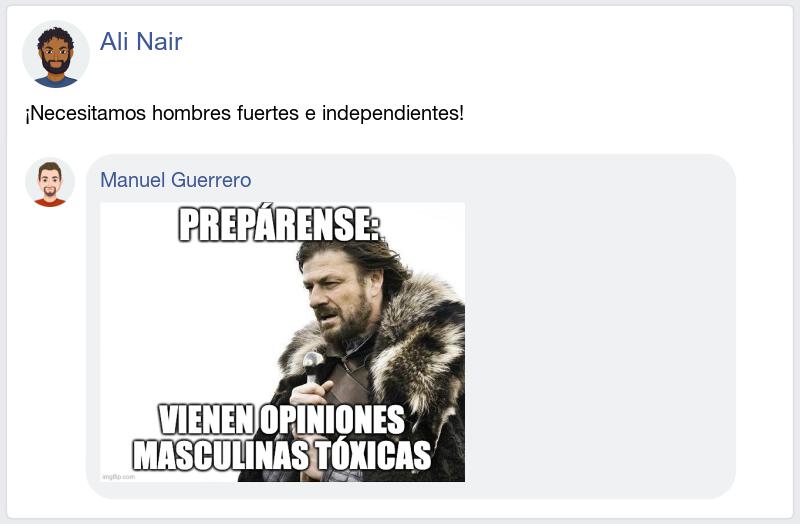 Ali Nair
¡Necesitamos hombres fuertes e independientes!
Manuel Guerrero
PREPÁRENSE:
VIENEN OPINIONES
MASCULINAS TÓXICAS
imgflip.com